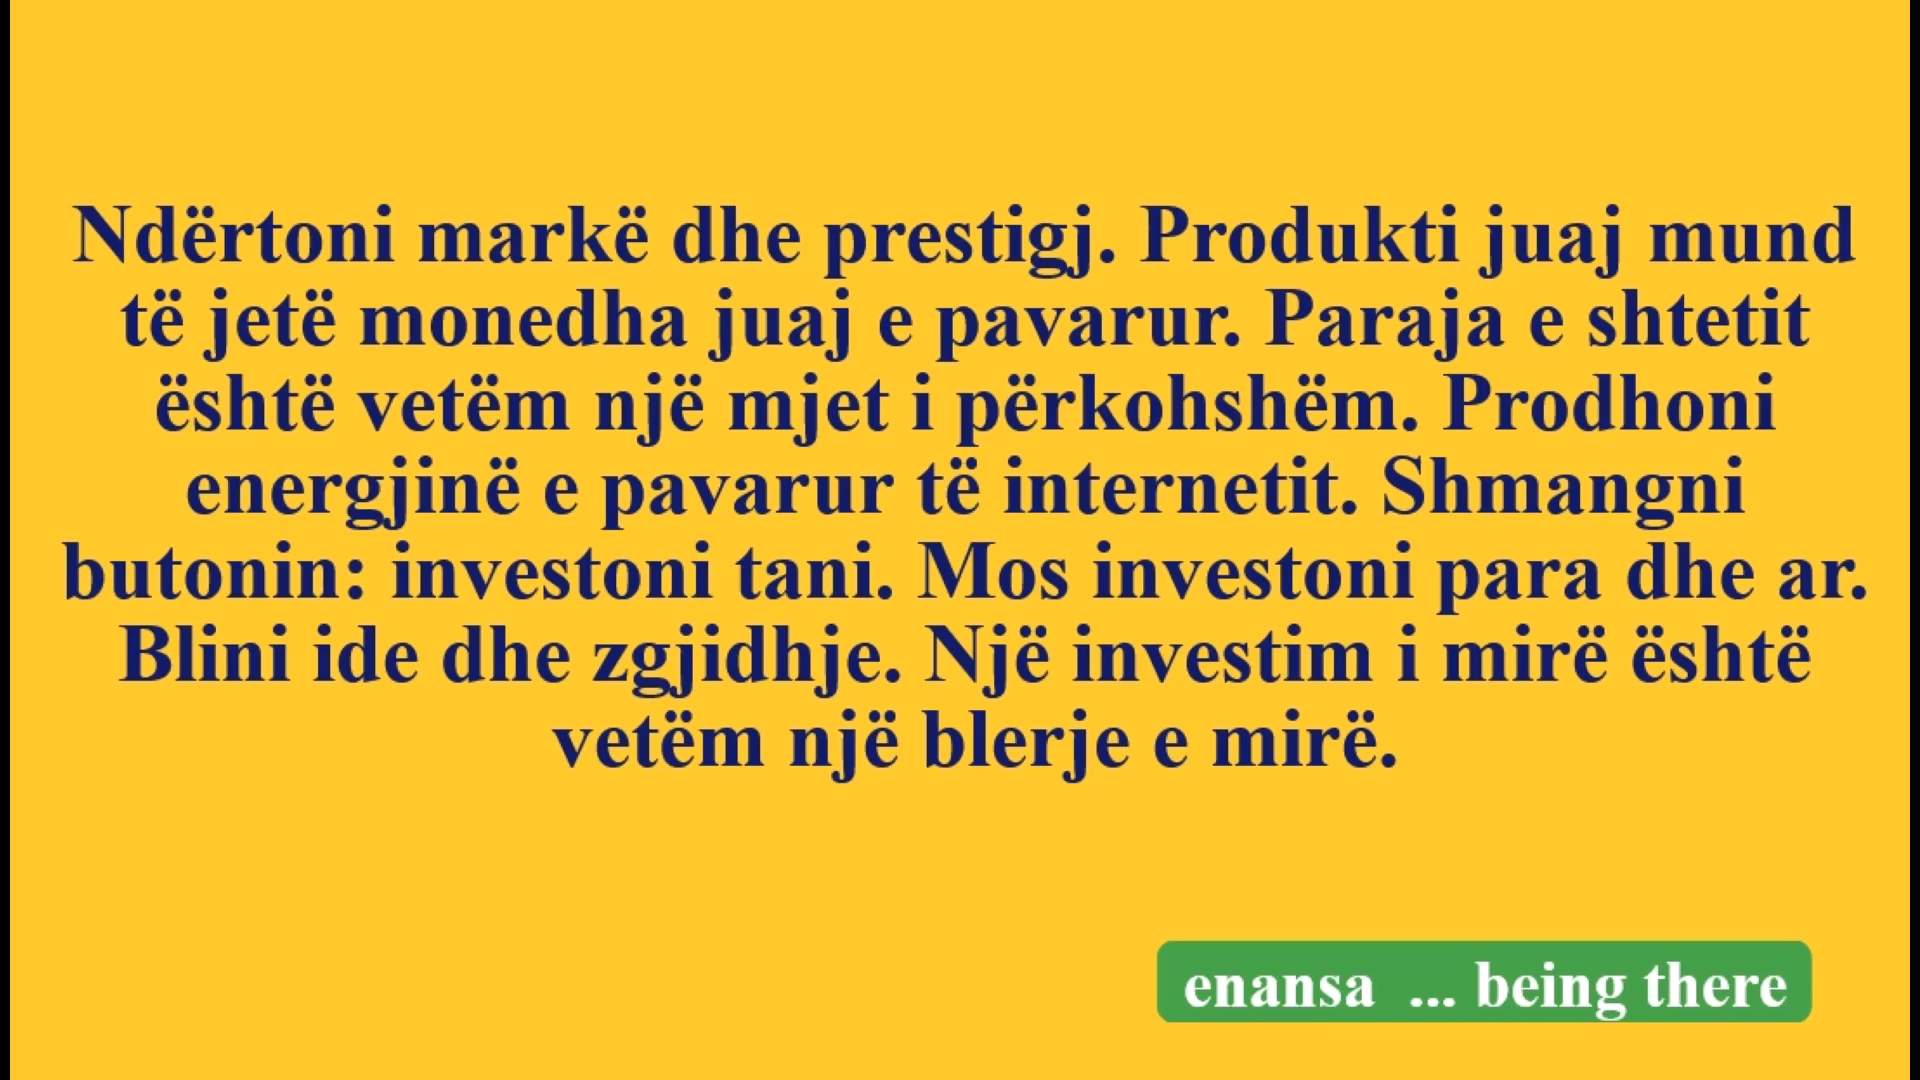 Ndërtoni markë dhe prestigj. Produkti juaj mund
të jetë monedha juaj e pavarur. Paraja e shtetit
është vetëm një mjet i përkohshëm. Prodhoni
energjinë e pavarur të internetit. Shmangni
butonin: investoni tani. Mos investoni para dhe ar.
Blini ide dhe zgjidhje. Një investim i mirë është
vetëm një blerje e mirë.
enansa ... being there